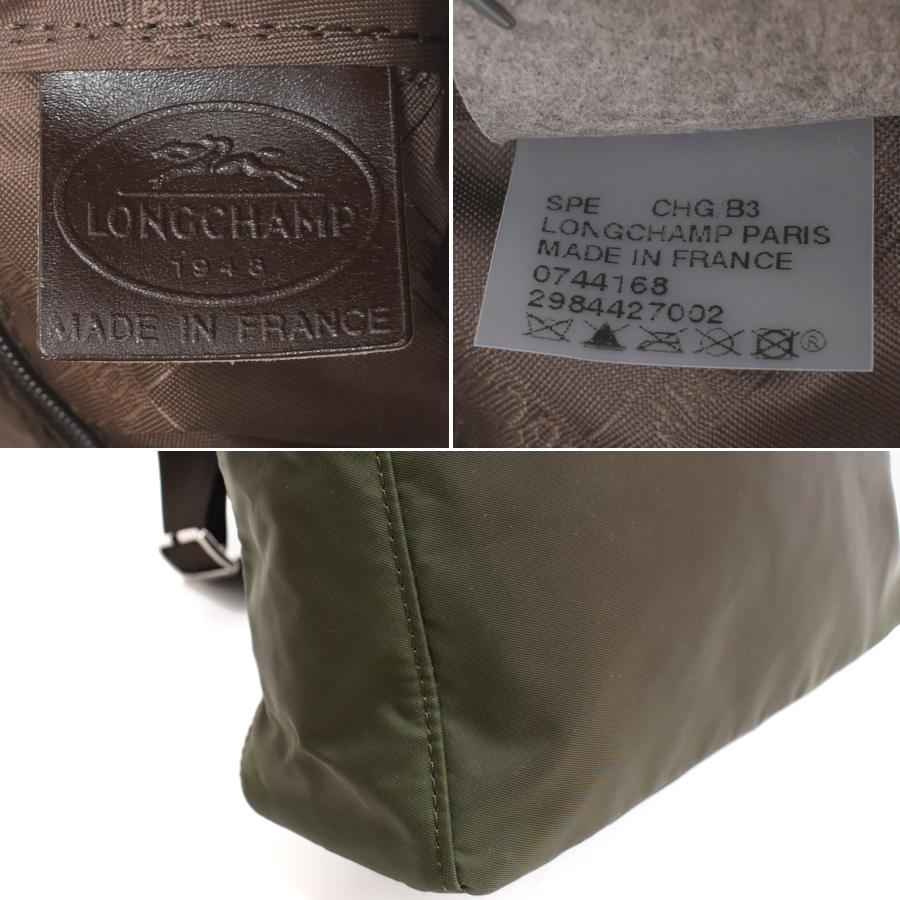 LONGCHAMP
1948
MADE IN FRANCE
SPE CHG/B3
LONGCHAMP PARIS
MADE IN FRANCE
0744168
2984427002
®